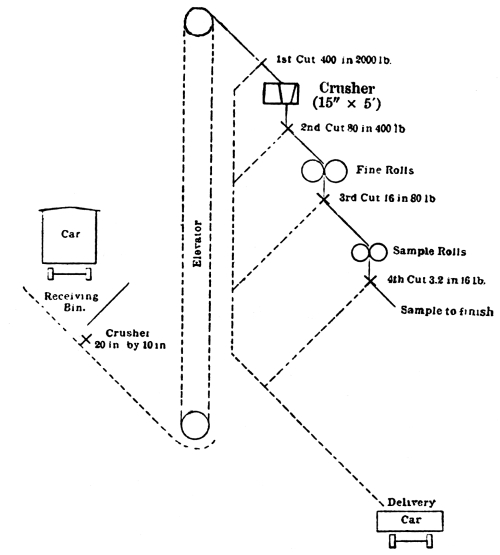 1st Cut 400 in 2000 lb.
Crusher
(15" × 5')
2nd Cut 80 in 400 lb
Fine Rolls
3rd Cut 16 in 80 lb
Car
Elevator
Sample Rolls
4th Cut 3.2 in 16 lb.
Receiving
Bin.
Sample to finish
Crusher
20 in by 10 in
Delivery
Car